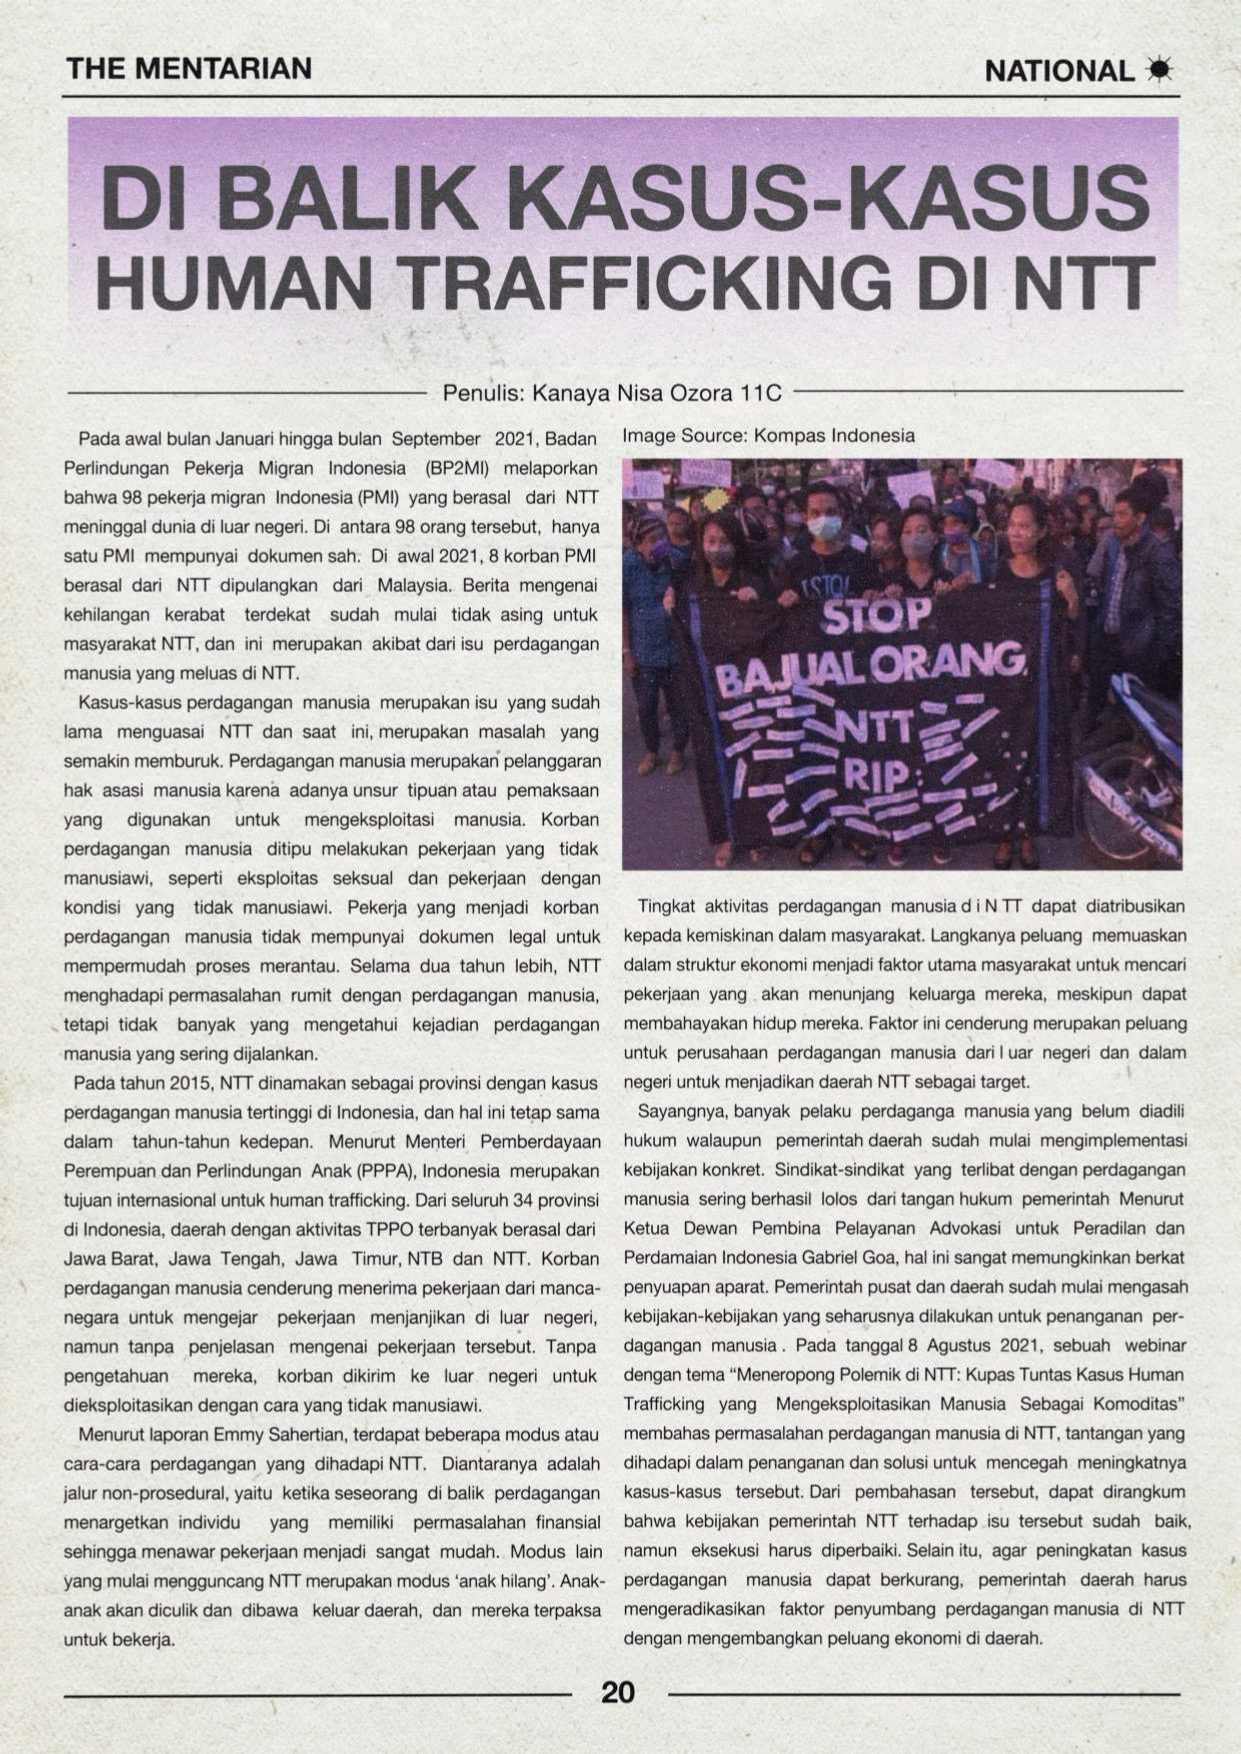 THE MENTARIAN
NATIONAL
DI BALIK KASUS-KASUS
HUMAN TRAFFICKING DI NTT
Penulis: Kanaya Nisa Ozora 11C
Pada awal bulan Januari hingga bulan September 2021, Badan
Perlindungan Pekerja Migran Indonesia (BP2MI) melaporkan
bahwa 98 pekerja migran Indonesia (PMI) yang berasal dari NTT
meninggal dunia di luar negeri. Di antara 98 orang tersebut, hanya
satu PMI mempunyai dokumen sah. Di awal 2021, 8 korban PMI
berasal dari NTT dipulangkan dari Malaysia. Berita mengenai
kehilangan kerabat terdekat sudah mulai tidak asing untuk
masyarakat NTT, dan ini merupakan akibat dari isu perdagangan
manusia yang meluas di NTT.
Kasus-kasus perdagangan manusia merupakan isu yang sudah
lama menguasai NTT dan saat ini, merupakan masalah yang
semakin memburuk. Perdagangan manusia merupakan pelanggaran
hak asasi manusia karena adanya unsur tipuan atau pemaksaan
yang digunakan untuk mengeksploitasi manusia. Korban
perdagangan manusia ditipu melakukan pekerjaan yang tidak
manusiawi, seperti eksploitas seksual dan pekerjaan dengan
kondisi yang tidak manusiawi. Pekerja yang menjadi korban
perdagangan manusia tidak mempunyai dokumen legal untuk
mempermudah proses merantau. Selama dua tahun lebih, NTT
menghadapi permasalahan rumit dengan perdagangan manusia,
tetapi tidak banyak yang mengetahui kejadian perdagangan
manusia yang sering dijalankan.
Pada tahun 2015, NTT dinamakan sebagai provinsi dengan kasus
perdagangan manusia tertinggi di Indonesia, dan hal ini tetap sama
dalam tahun-tahun kedepan. Menurut Menteri Pemberdayaan
Perempuan dan Perlindungan Anak (PPPA), Indonesia merupakan
tujuan internasional untuk human trafficking. Dari seluruh 34 provinsi
di Indonesia, daerah dengan aktivitas TPPO terbanyak berasal dari
Jawa Barat, Jawa Tengah, Jawa Timur, NTB dan NTT. Korban
perdagangan manusia cenderung menerima pekerjaan dari manca-
negara untuk mengejar pekerjaan menjanjikan di luar negeri,
namun tanpa penjelasan mengenai pekerjaan tersebut. Tanpa
pengetahuan mereka, korban dikirim ke luar negeri untuk
dieksploitasikan dengan cara yang tidak manusiawi.
Menurut laporan Emmy Sahertian, terdapat beberapa modus atau
cara-cara perdagangan yang dihadapi NTT. Diantaranya adalah
jalur non-prosedural, yaitu ketika seseorang di balik perdagangan
menargetkan individu yang memiliki permasalahan finansial
sehingga menawar pekerjaan menjadi sangat mudah. Modus lain
yang mulai mengguncang NTT merupakan modus ‘anak hilang’. Anak-
anak akan diculik dan dibawa keluar daerah, dan mereka terpaksa
untuk bekerja.
Image Source: Kompas Indonesia
STOP
BAJUAL ORANG
NTT
RIP:
Tingkat aktivitas perdagangan manusia d i N TT dapat diatribusikan
kepada kemiskinan dalam masyarakat. Langkanya peluang memuaskan
dalam struktur ekonomi menjadi faktor utama masyarakat untuk mencari
pekerjaan yang akan menunjang keluarga mereka, meskipun dapat
membahayakan hidup mereka. Faktor ini cenderung merupakan peluang
untuk perusahaan perdagangan manusia dari l uar negeri dan dalam
negeri untuk menjadikan daerah NTT sebagai target.
Sayangnya, banyak pelaku perdaganga manusia yang belum diadili
hukum walaupun pemerintah daerah sudah mulai mengimplementasi
kebijakan konkret. Sindikat-sindikat yang terlibat dengan perdagangan
manusia sering berhasil lolos dari tangan hukum pemerintah Menurut
Ketua Dewan Pembina Pelayanan Advokasi untuk Peradilan dan
Perdamaian Indonesia Gabriel Goa, hal ini sangat memungkinkan berkat
penyuapan aparat. Pemerintah pusat dan daerah sudah mulai mengasah
kebijakan-kebijakan yang seharusnya dilakukan untuk penanganan per-
dagangan manusia . Pada tanggal 8 Agustus 2021, sebuah webinar
dengan tema “Meneropong Polemik di NTT: Kupas Tuntas Kasus Human
Trafficking yang Mengeksploitasikan Manusia Sebagai Komoditas”
membahas permasalahan perdagangan manusia di NTT, tantangan yang
dihadapi dalam penanganan dan solusi untuk mencegah meningkatnya
kasus-kasus tersebut. Dari pembahasan tersebut, dapat dirangkum
bahwa kebijakan pemerintah NTT terhadap isu tersebut sudah baik,
namun eksekusi harus diperbaiki. Selain itu, agar peningkatan kasus
perdagangan manusia dapat berkurang, pemerintah daerah harus
mengeradikasikan faktor penyumbang perdagangan manusia di NTT
dengan mengembangkan peluang ekonomi di daerah.
20